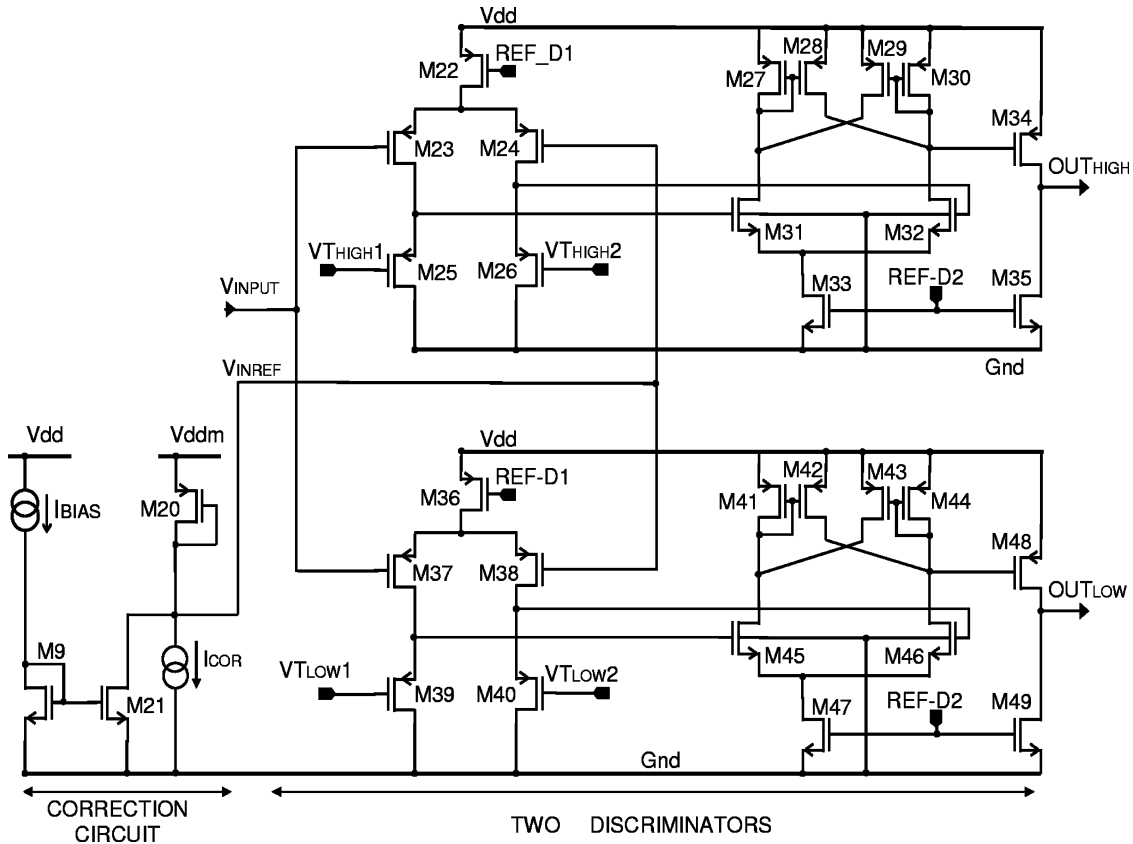 Vdd
M28
M29
REF_D1
M22
M27
M30
M34
M23
M24
OUTHIGH
M31
M32
VTHIGH1
VTHIGH2
M25
M26
M33
REF-D2
M35
VINPUT
Gnd
VINREF
Vdd
Vddm
Vdd
M42
M43
REF-D1
M36
M41
M44
IBIAS
M20
M48
M37
M38
OUTLOW
M9
ICOR
M45
M46
VTLOW1
VTLOW2
M21
M39
M40
M47
REF-D2
M49
Gnd
CORRECTION
CIRCUIT
TWO DISCRIMINATORS